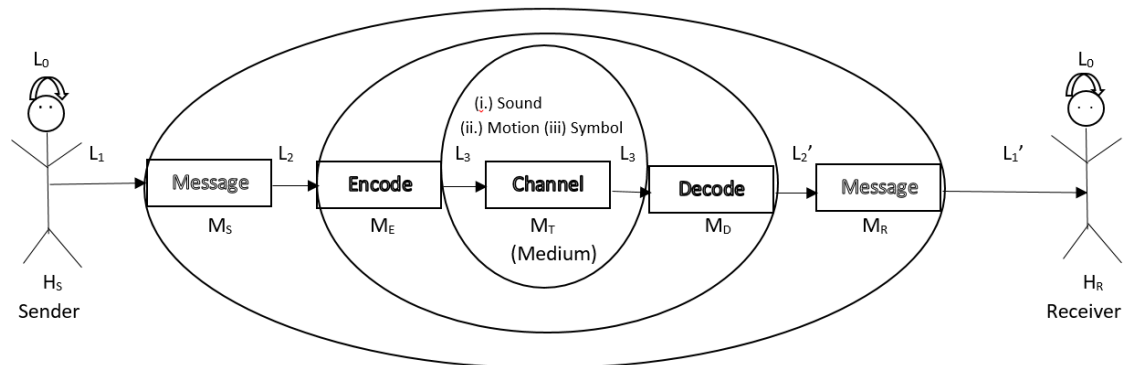 L0
L0
(i.) Sound
(ii.) Motion (iii) Symbol
L1 L2 L3 L3 L2’ L1’
Message Encode Channel Decode Message
MS ME MT MD MR
(Medium)
HS HR
Sender Receiver